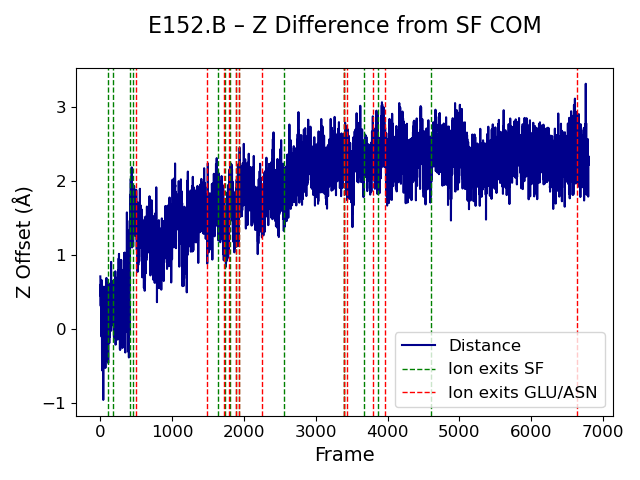 E152.B – Z Difference from SF COM
Z Offset (Å)
3
2
1
0
−1
Distance
Ion exits SF
Ion exits GLU/ASN
0 1000 2000 3000 4000 5000 6000 7000
Frame